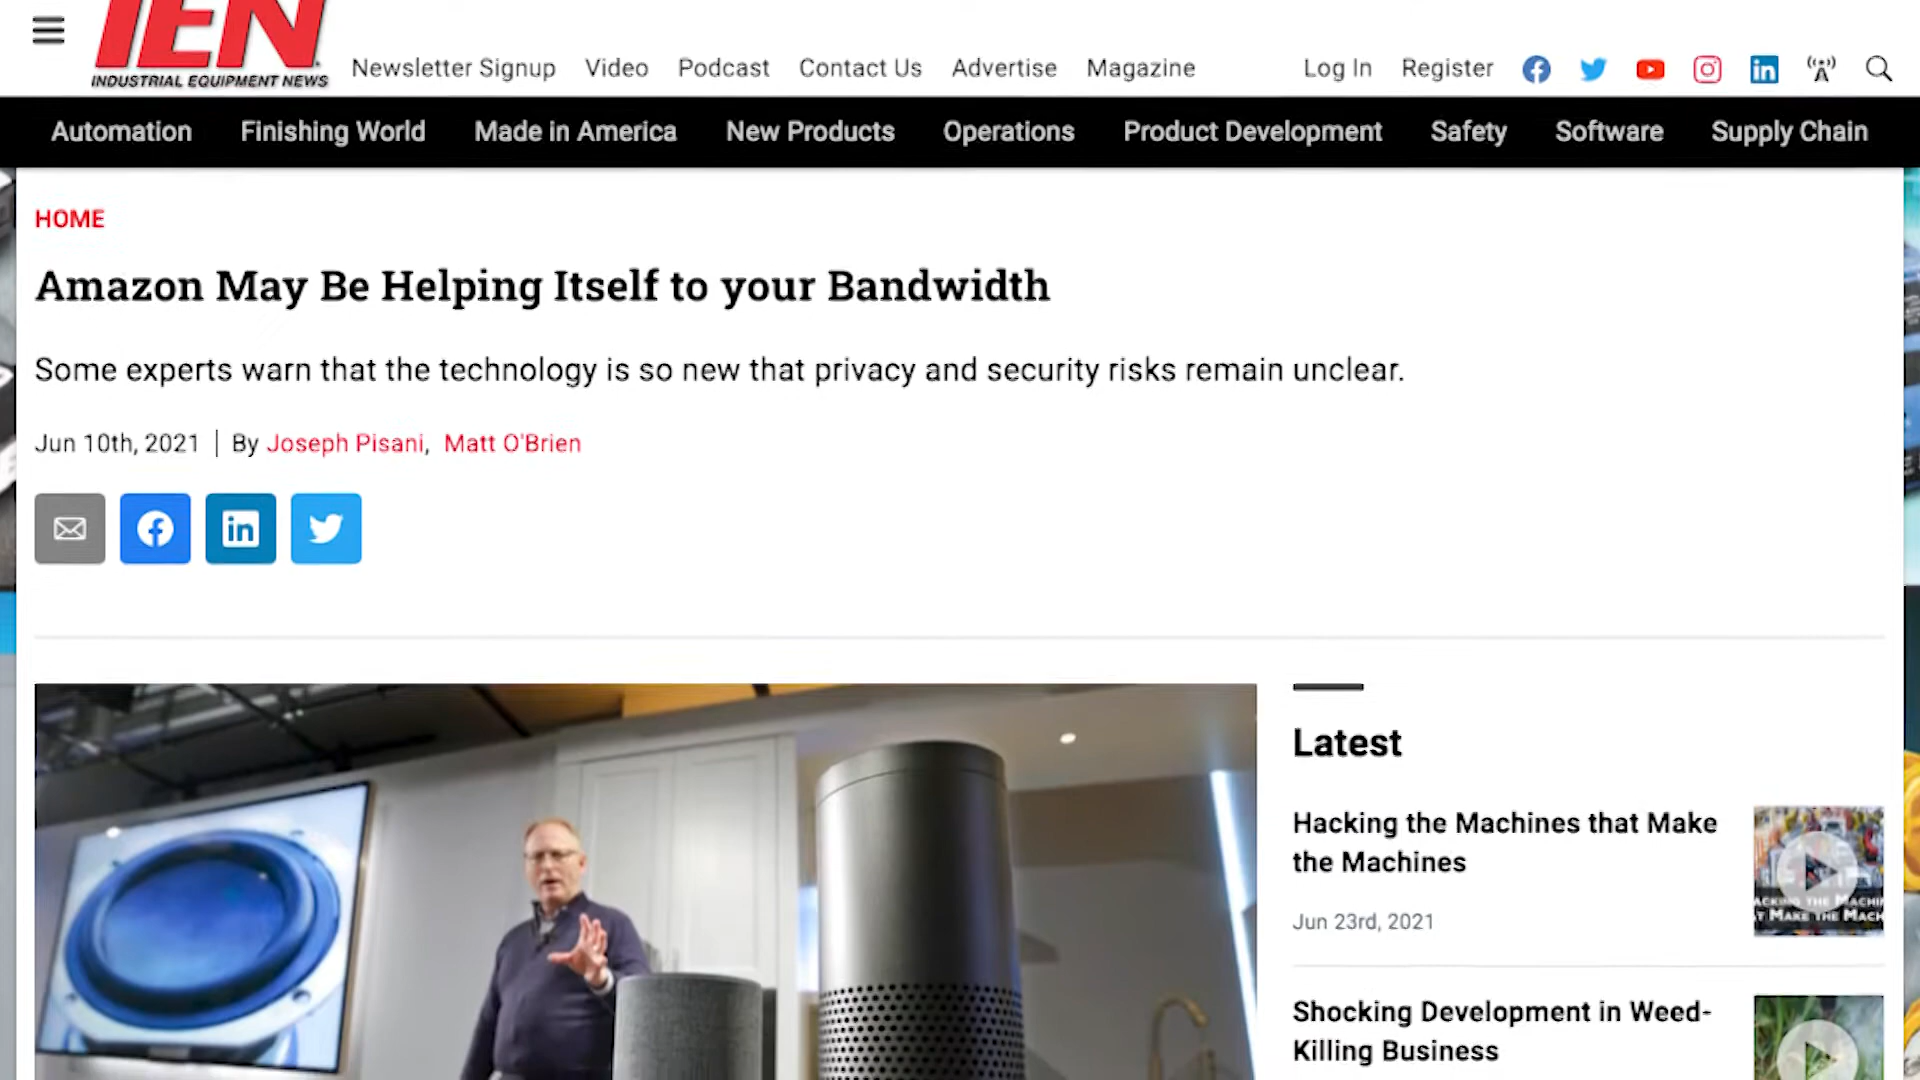 IEN
INDUSTRIAL EQUIPMENT NEWS
Newsletter Signup Video Podcast Contact Us Advertise Magazine Log In Register
Automation Finishing World Made in America New Products Operations Product Development Safety Software Supply Chain
HOME
Amazon May Be Helping Itself to your Bandwidth
Some experts warn that the technology is so new that privacy and security risks remain unclear.
Jun 10th, 2021 | By Joseph Pisani, Matt O'Brien
Latest
Hacking the Machines that Make
the Machines
Jun 23rd, 2021
Shocking Development in Weed-
Killing Business